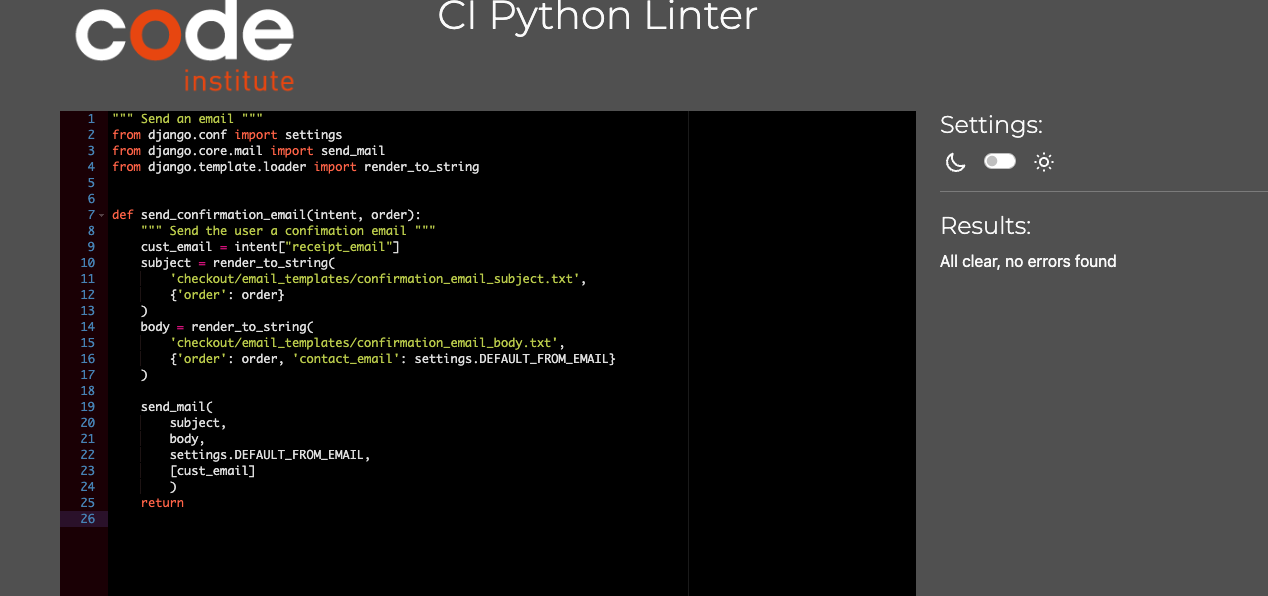 code
institute
CI Python Linter
1 """ Send an email """
2 from django.conf import settings
3 from django.core.mail import send_mail
4 from django.template.loader import render_to_string
5
6
7 def send_confirmation_email(intent, order):
8     """ Send the user a confimation email """
9     cust_email = intent["receipt_email"]
10     subject = render_to_string(
11         'checkout/email_templates/confirmation_email_subject.txt',
12         {'order': order}
13     )
14     body = render_to_string(
15         'checkout/email_templates/confirmation_email_body.txt',
16         {'order': order, 'contact_email': settings.DEFAULT_FROM_EMAIL}
17     )
18
19     send_mail(
20         subject,
21         body,
22         settings.DEFAULT_FROM_EMAIL,
23         [cust_email]
24         )
25     return
26
Settings:
Results:
All clear, no errors found